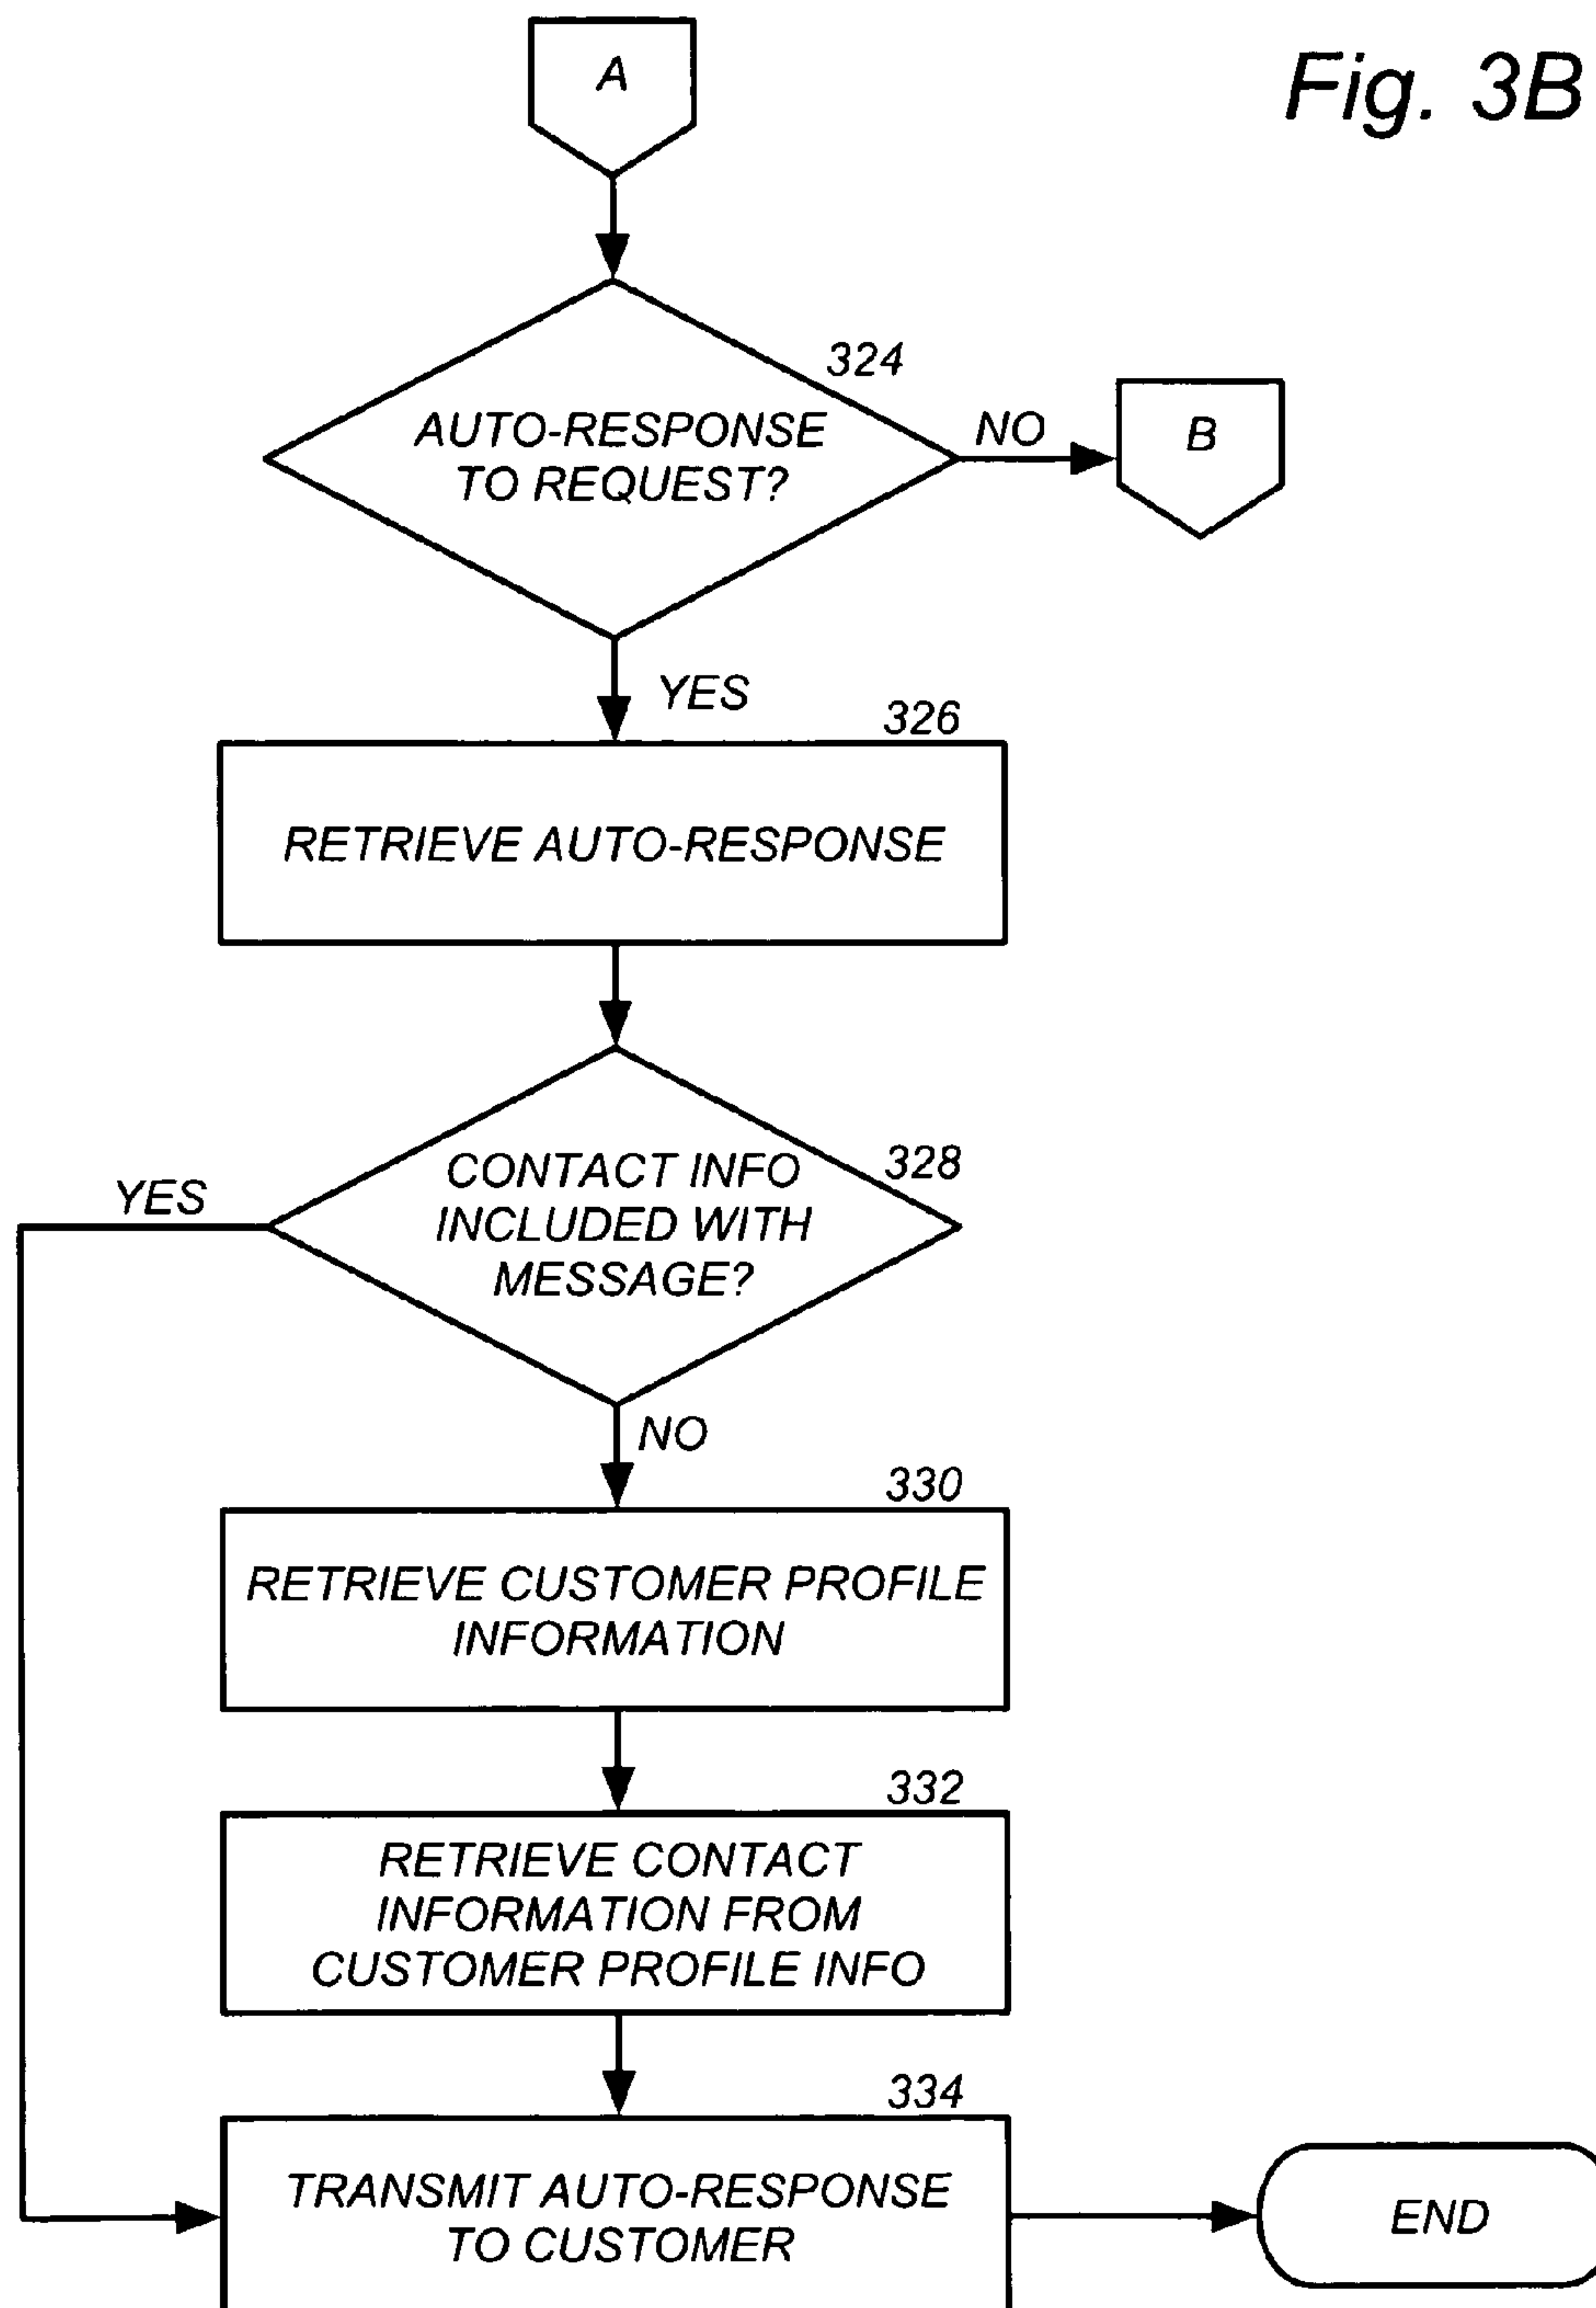 Fig. 3B
A
324
AUTO-RESPONSE
TO REQUEST?
NO
B
YES
326
RETRIEVE AUTO-RESPONSE
328
CONTACT INFO
INCLUDED WITH
MESSAGE?
YES
NO
330
RETRIEVE CUSTOMER PROFILE
INFORMATION
332
RETRIEVE CONTACT
INFORMATION FROM
CUSTOMER PROFILE INFO
334
TRANSMIT AUTO-RESPONSE
TO CUSTOMER
END